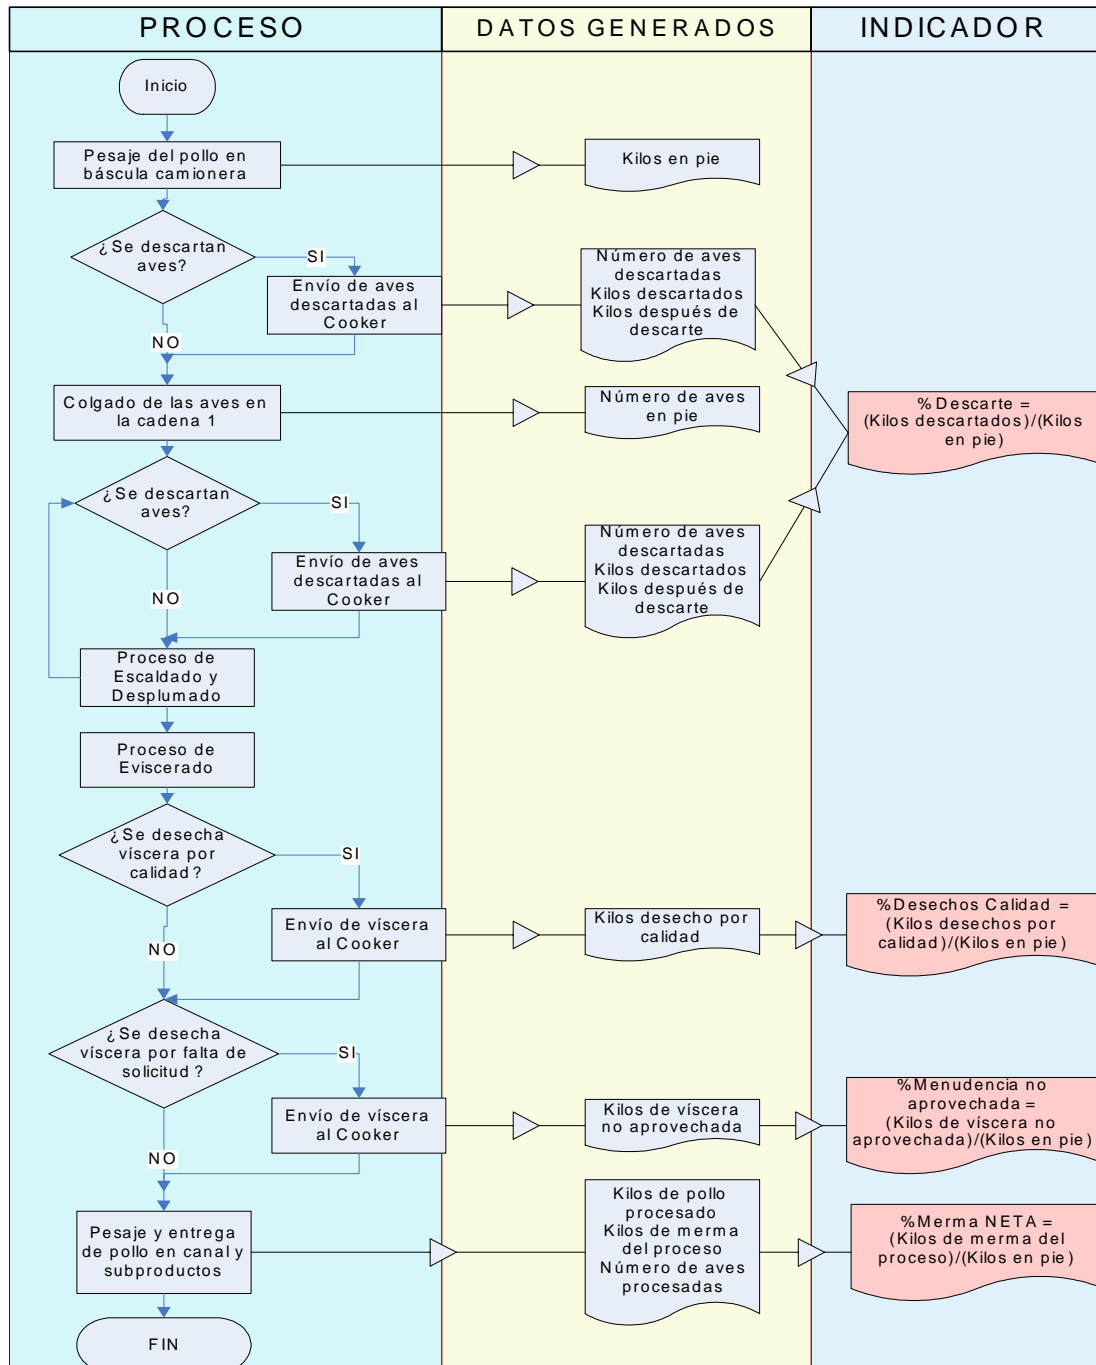 PROCESO
DATOS GENERADOS
INDICADOR
Inicio
Pesaje del pollo en
báscula camionera
Kilos en pie
¿Se descartan
aves?
SI
Envío de aves
descartadas al
Cooker
Número de aves
descartadas
Kilos descartados
Kilos después de
descarte
NO
Colgado de las aves en
la cadena 1
Número de aves
en pie
%Descarte =
(Kilos descartados)/(Kilos
en pie)
¿Se descartan
aves?
SI
Envío de aves
descartadas al
Cooker
Número de aves
descartadas
Kilos descartados
Kilos después de
descarte
NO
Proceso de
Escaldado y
Desplumado
Proceso de
Eviscerado
¿Se desecha
víscera por
calidad?
SI
Envío de víscera
al Cooker
Kilos desecho por
calidad
%Desechos Calidad =
(Kilos desechos por
calidad)/(Kilos en pie)
NO
¿Se desecha
víscera por falta de
solicitud?
SI
Envío de víscera
al Cooker
Kilos de víscera
no aprovechada
%Menudencia no
aprovechada =
(Kilos de víscera no
aprovechada)/(Kilos en pie)
NO
Pesaje y entrega
de pollo en canal y
subproductos
Kilos de pollo
procesado
Kilos de merma
del proceso
Número de aves
procesadas
%Merma NETA =
(Kilos de merma del
proceso)/(Kilos en pie)
FIN